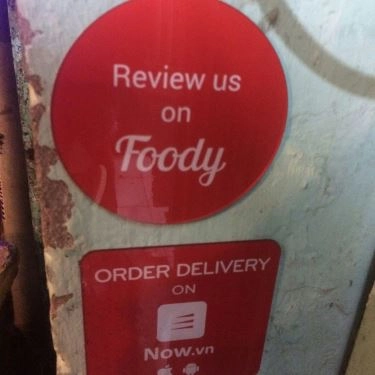 Review us
on
Foody
ORDER DELIVERY
ON
Now.vn